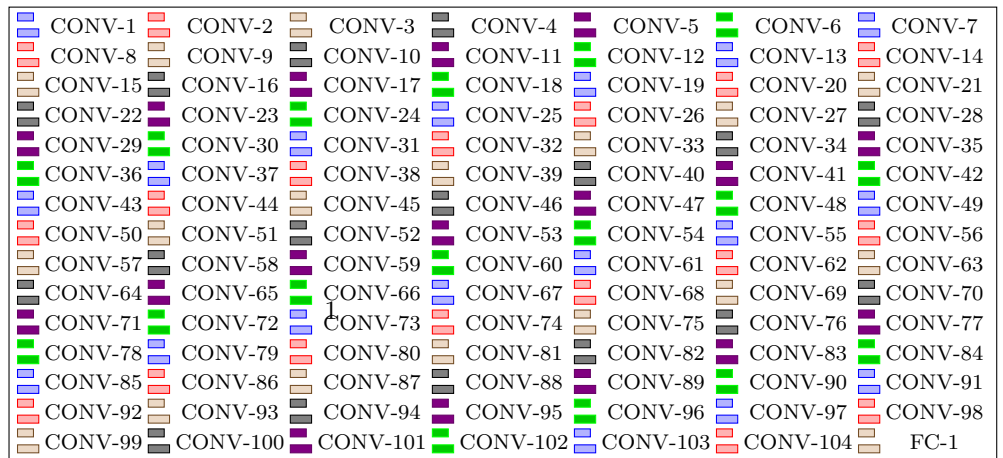 CONV-1 CONV-2 CONV-3 CONV-4 CONV-5 CONV-6 CONV-7
CONV-8 CONV-9 CONV-10 CONV-11 CONV-12 CONV-13 CONV-14
CONV-15 CONV-16 CONV-17 CONV-18 CONV-19 CONV-20 CONV-21
CONV-22 CONV-23 CONV-24 CONV-25 CONV-26 CONV-27 CONV-28
CONV-29 CONV-30 CONV-31 CONV-32 CONV-33 CONV-34 CONV-35
CONV-36 CONV-37 CONV-38 CONV-39 CONV-40 CONV-41 CONV-42
CONV-43 CONV-44 CONV-45 CONV-46 CONV-47 CONV-48 CONV-49
CONV-50 CONV-51 CONV-52 CONV-53 CONV-54 CONV-55 CONV-56
CONV-57 CONV-58 CONV-59 CONV-60 CONV-61 CONV-62 CONV-63
CONV-64 CONV-65 CONV-66 CONV-67 CONV-68 CONV-69 CONV-70
1
CONV-71 CONV-72 CONV-73 CONV-74 CONV-75 CONV-76 CONV-77
CONV-78 CONV-79 CONV-80 CONV-81 CONV-82 CONV-83 CONV-84
CONV-85 CONV-86 CONV-87 CONV-88 CONV-89 CONV-90 CONV-91
CONV-92 CONV-93 CONV-94 CONV-95 CONV-96 CONV-97 CONV-98
CONV-99 CONV-100 CONV-101 CONV-102 CONV-103 CONV-104 FC-1